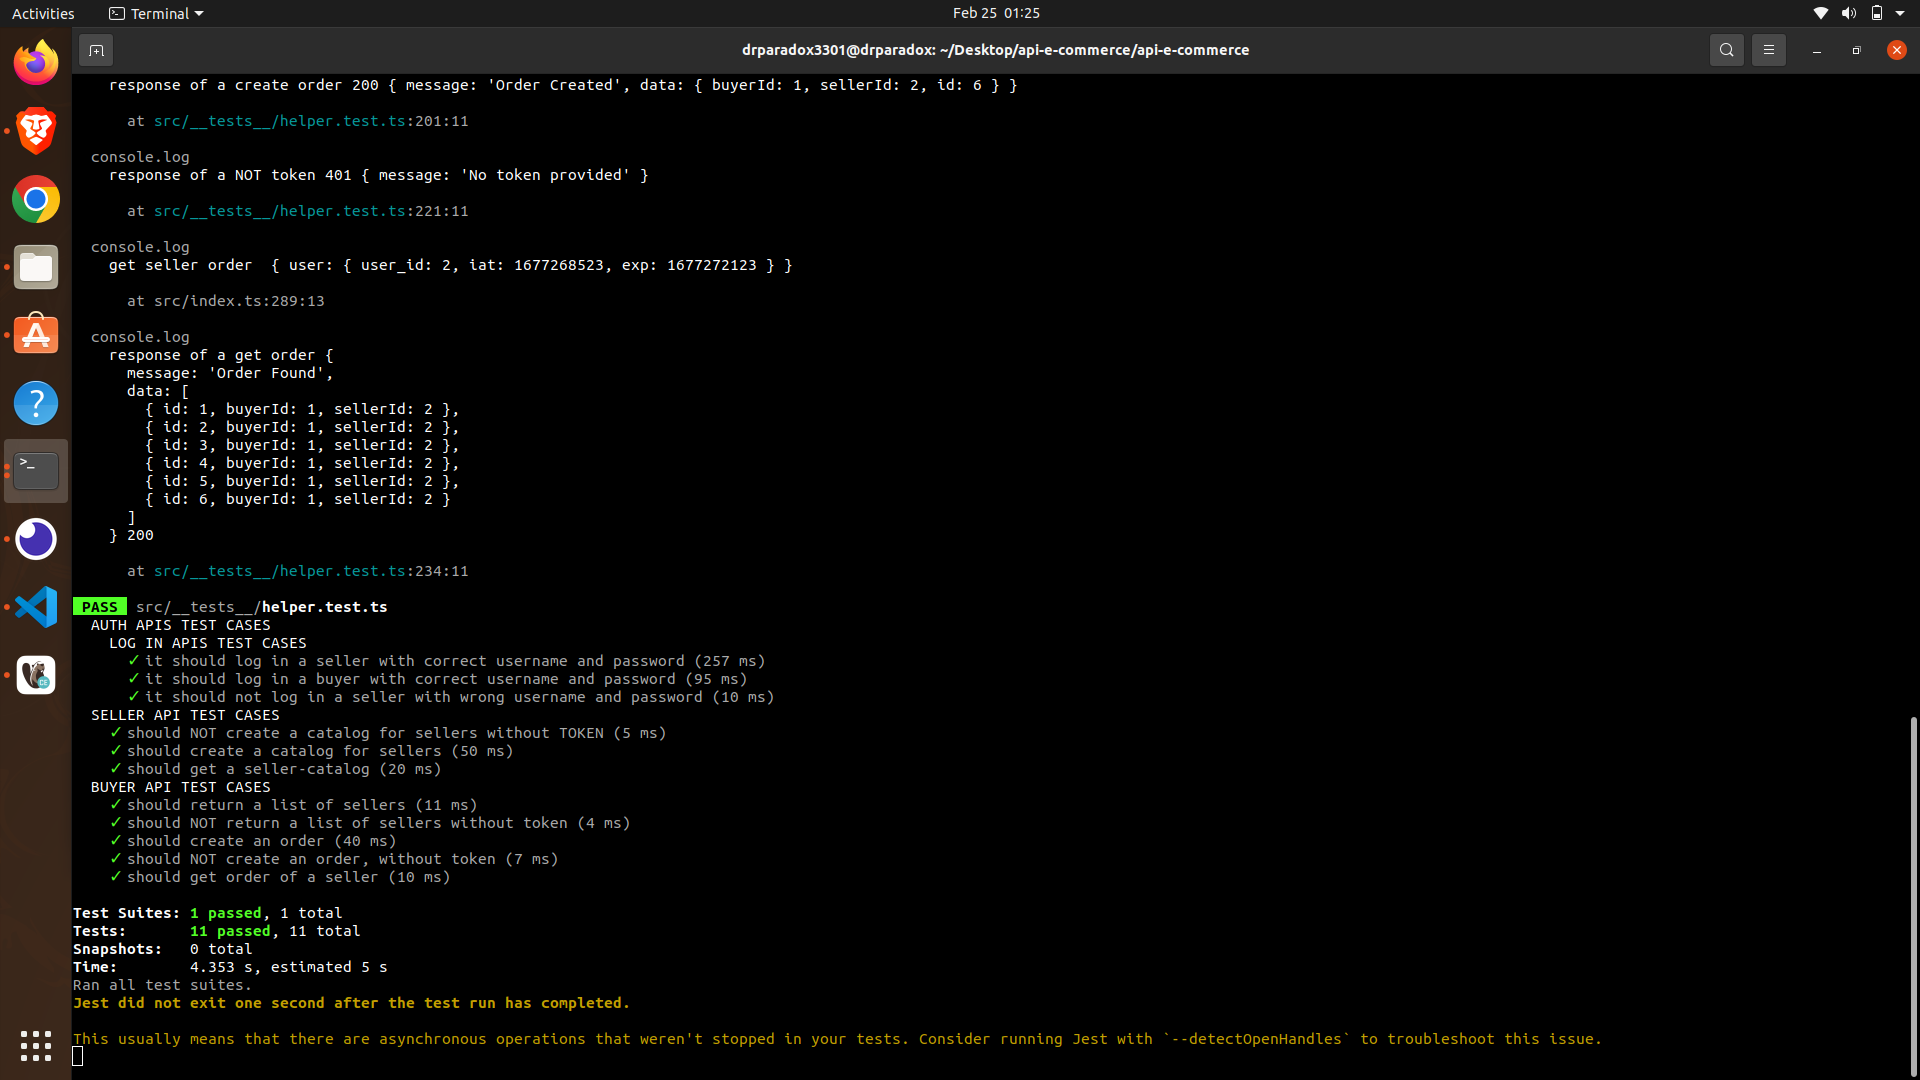 Activities
Terminal
Feb 25 01:25
drparadox3301@drparadox: ~/Desktop/api-e-commerce/api-e-commerce
response of a create order 200 { message: 'Order Created', data: { buyerId: 1, sellerId: 2, id: 6 } }
at src/__tests__/helper.test.ts:201:11
console.log
response of a NOT token 401 { message: 'No token provided' }
at src/__tests__/helper.test.ts:221:11
console.log
get seller order  { user: { user_id: 2, iat: 1677268523, exp: 1677272123 } }
at src/index.ts:289:13
console.log
response of a get order {
message: 'Order Found',
data: [
{ id: 1, buyerId: 1, sellerId: 2 },
{ id: 2, buyerId: 1, sellerId: 2 },
{ id: 3, buyerId: 1, sellerId: 2 },
{ id: 4, buyerId: 1, sellerId: 2 },
{ id: 5, buyerId: 1, sellerId: 2 },
{ id: 6, buyerId: 1, sellerId: 2 }
]
} 200
at src/__tests__/helper.test.ts:234:11
PASS src/__tests__/helper.test.ts
AUTH APIS TEST CASES
LOG IN APIS TEST CASES
✓ it should log in a seller with correct username and password (257 ms)
✓ it should log in a buyer with correct username and password (95 ms)
✓ it should not log in a seller with wrong username and password (10 ms)
SELLER API TEST CASES
✓ should NOT create a catalog for sellers without TOKEN (5 ms)
✓ should create a catalog for sellers (50 ms)
✓ should get a seller-catalog (20 ms)
BUYER API TEST CASES
✓ should return a list of sellers (11 ms)
✓ should NOT return a list of sellers without token (4 ms)
✓ should create an order (40 ms)
✓ should NOT create an order, without token (7 ms)
✓ should get order of a seller (10 ms)
Test Suites: 1 passed, 1 total
Tests:       11 passed, 11 total
Snapshots:   0 total
Time:        4.353 s, estimated 5 s
Ran all test suites.
Jest did not exit one second after the test run has completed.
This usually means that there are asynchronous operations that weren't stopped in your tests. Consider running Jest with `--detectOpenHandles` to troubleshoot this issue.